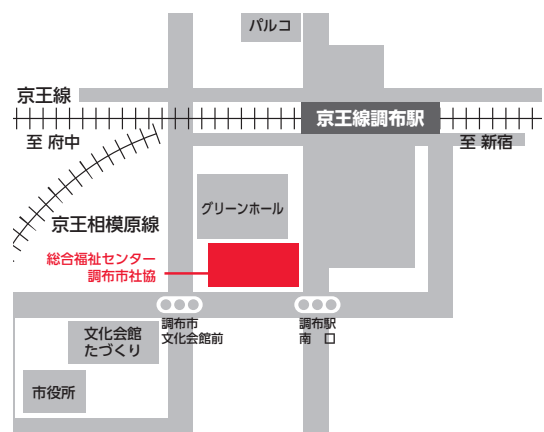 パルコ
京王線
京王線調布駅
至 府中
至 新宿
グリーンホール
京王相模原線
総合福祉センター
調布市社協
調布市
文化会館前
調布駅
南　口
文化会館
たづくり
市役所